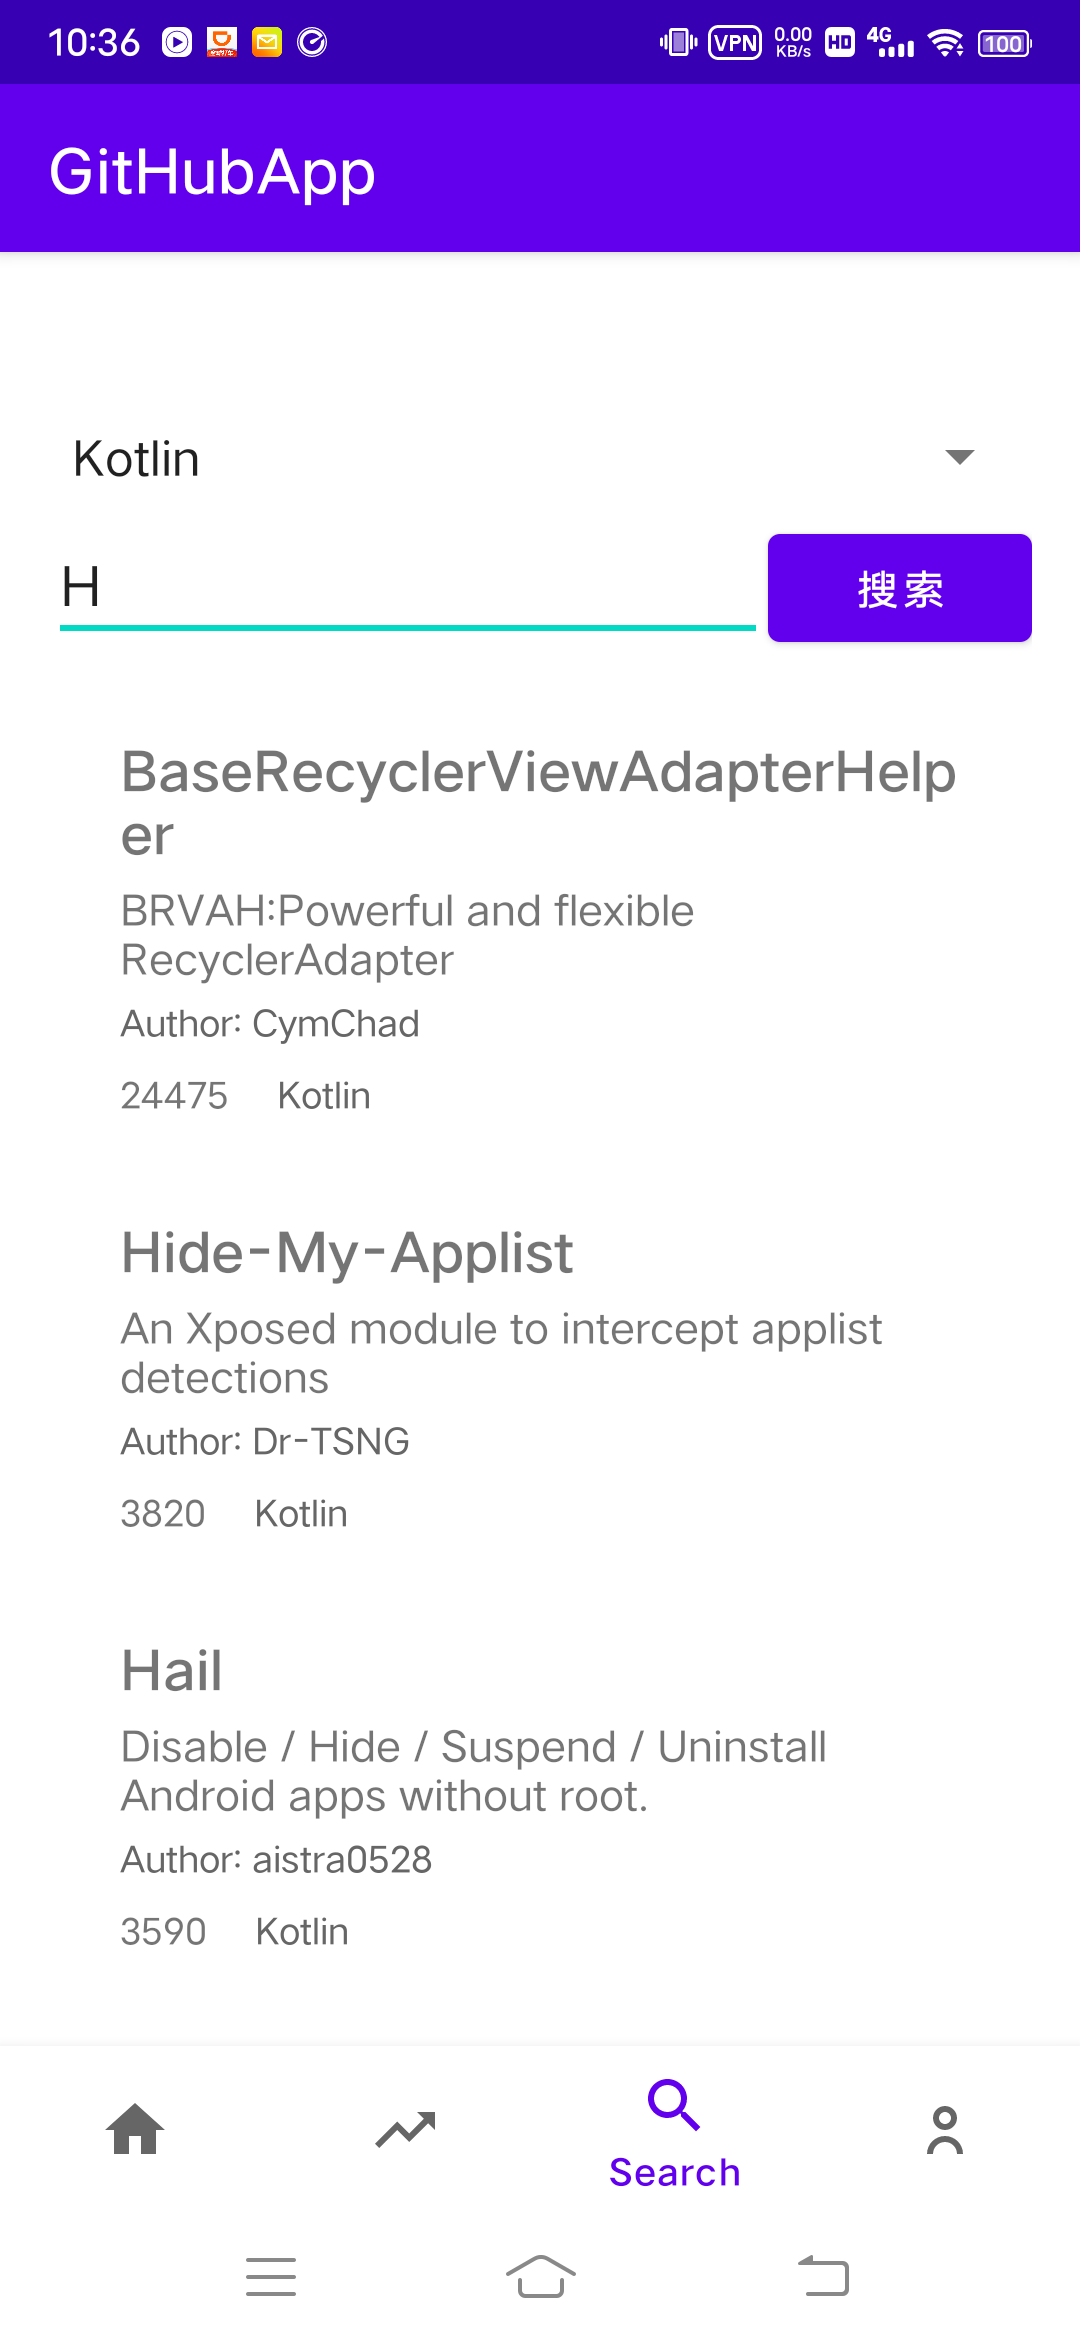 10:36 VPN 0.00 KB/s HD 4G 100
GitHubApp
Kotlin
H 搜索
BaseRecyclerViewAdapterHelp
er
BRVAH:Powerful and flexible
RecyclerAdapter
Author: CymChad
24475 Kotlin
Hide-My-Applist
An Xposed module to intercept applist
detections
Author: Dr-TSNG
3820 Kotlin
Hail
Disable / Hide / Suspend / Uninstall
Android apps without root.
Author: aistra0528
3590 Kotlin
Search